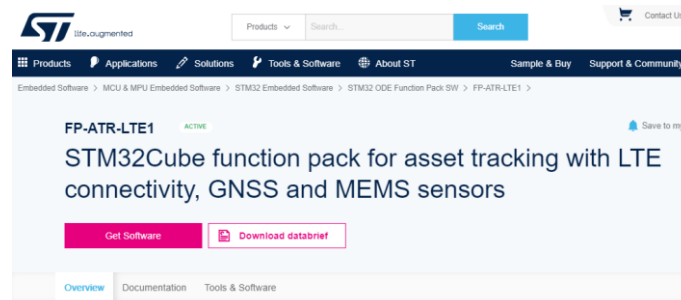 ST life.augmented
Products Search... Search Contact Us
Products Applications Solutions Tools & Software About ST Sample & Buy Support & Community
Embedded Software > MCU & MPU Embedded Software > STM32 Embedded Software > STM32 ODE Function Pack SW > FP-ATR-LTE1 >
FP-ATR-LTE1 ACTIVE Save to my
STM32Cube function pack for asset tracking with LTE
connectivity, GNSS and MEMS sensors
Get Software Download databrief
Overview Documentation Tools & Software